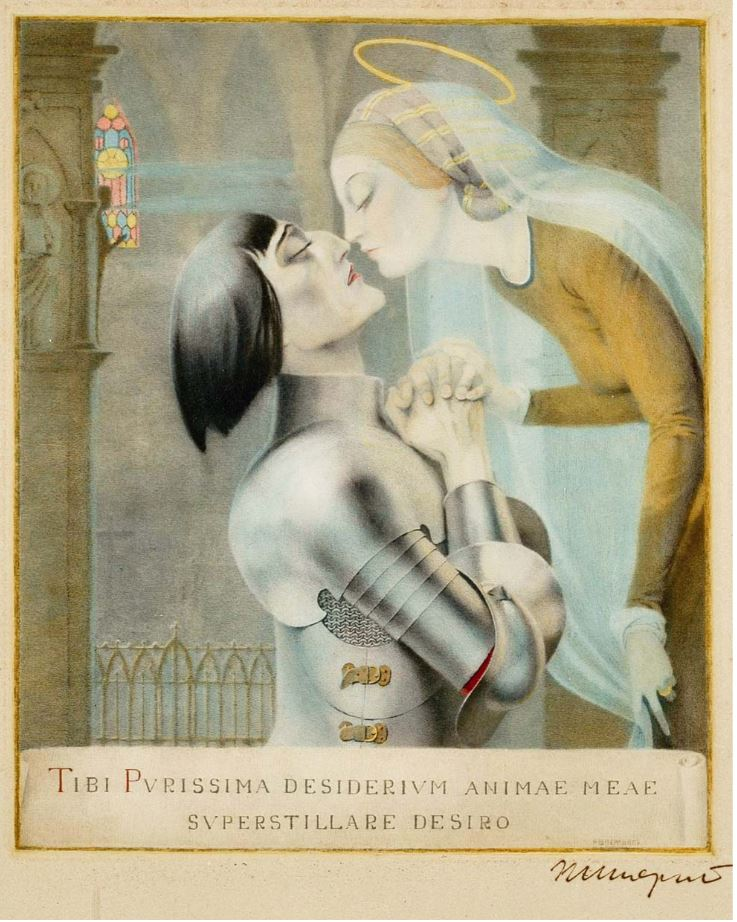 TIBI PVRISSIMA DESIDERIVM ANIMAE MEAE
SVPERSTILLARE DESIRO